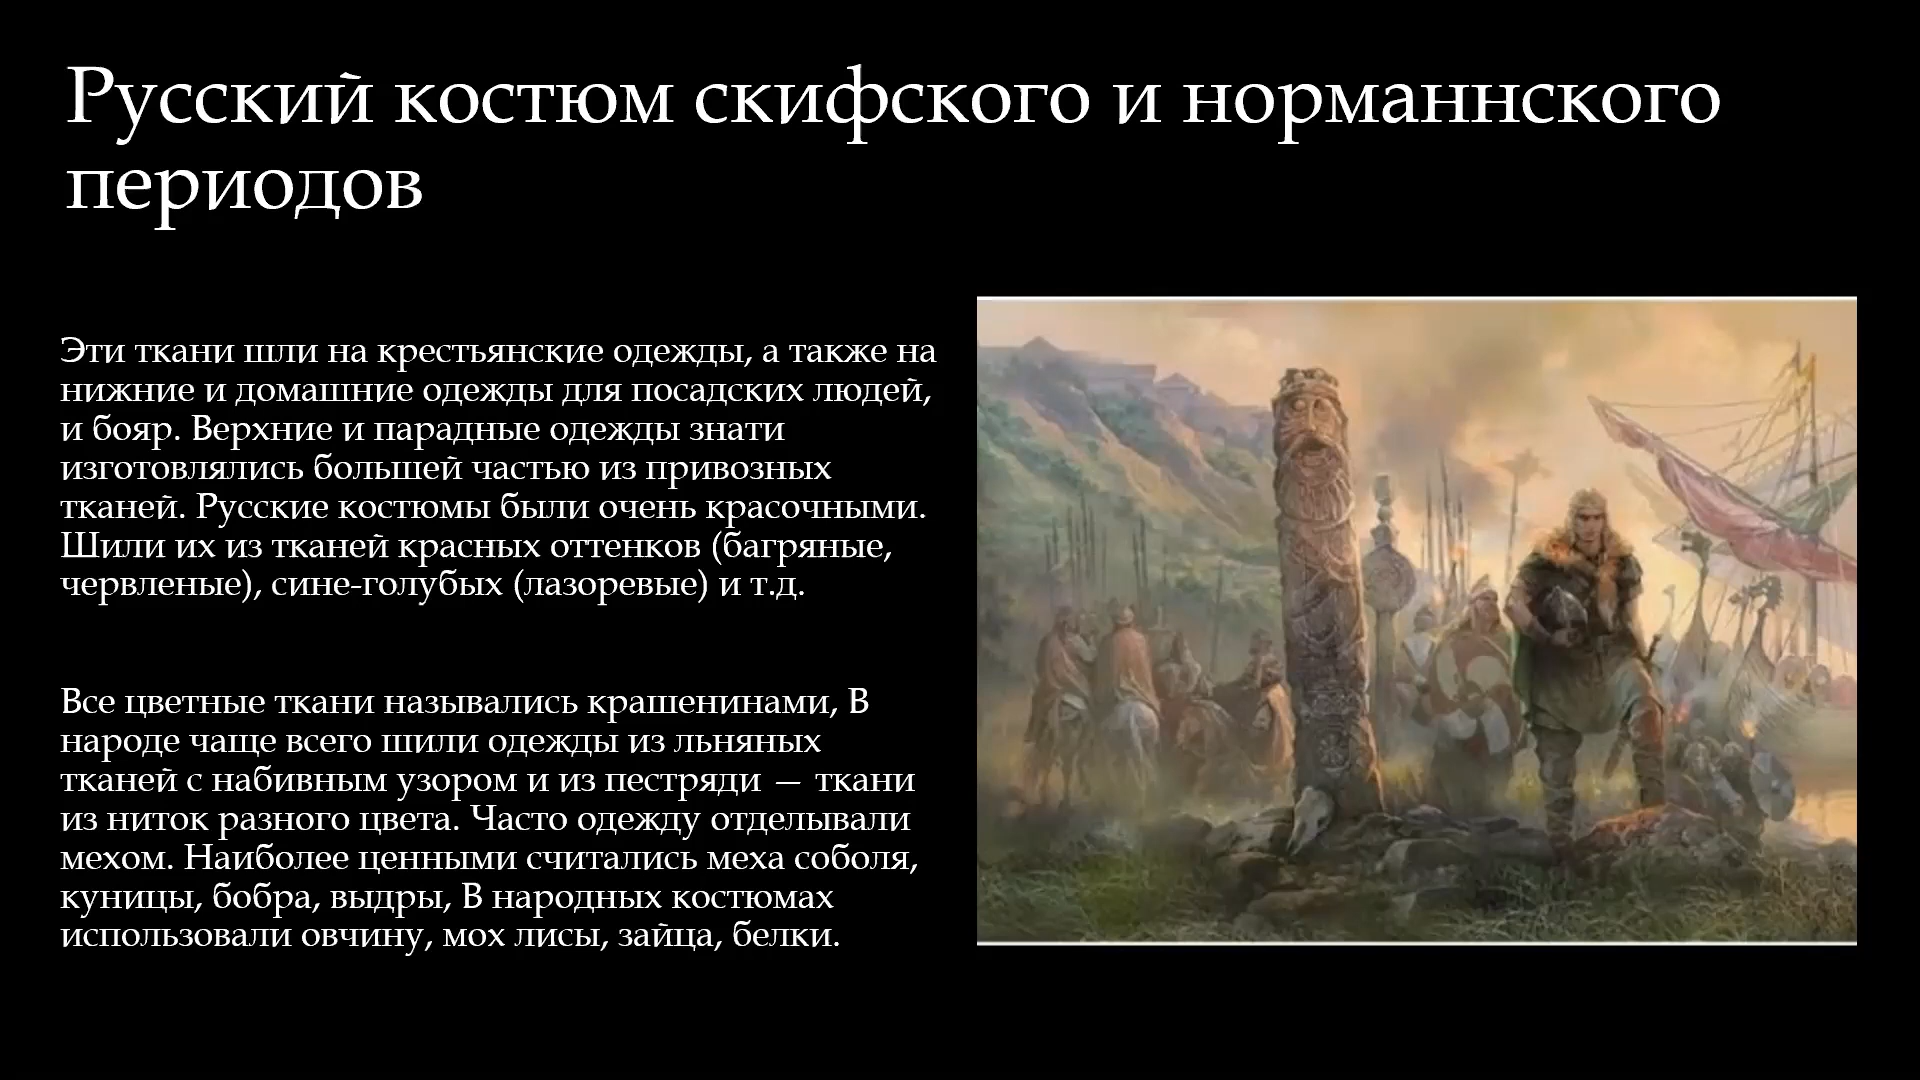 Русский костюм скифского и норманнского
периодов
Эти ткани шли на крестьянские одежды, а также на
нижние и домашние одежды для посадских людей,
и бояр. Верхние и парадные одежды знати
изготовлялись большей частью из привозных
тканей. Русские костюмы были очень красочными.
Шили их из тканей красных оттенков (багряные,
червленые), сине-голубых (лазоревые) и т.д.
Все цветные ткани назывались крашенинами, В
народе чаще всего шили одежды из льняных
тканей с набивным узором и из пестряди — ткани
из ниток разного цвета. Часто одежду отделывали
мехом. Наиболее ценными считались меха соболя,
куницы, бобра, выдры, В народных костюмах
использовали овчину, мох лисы, зайца, белки.